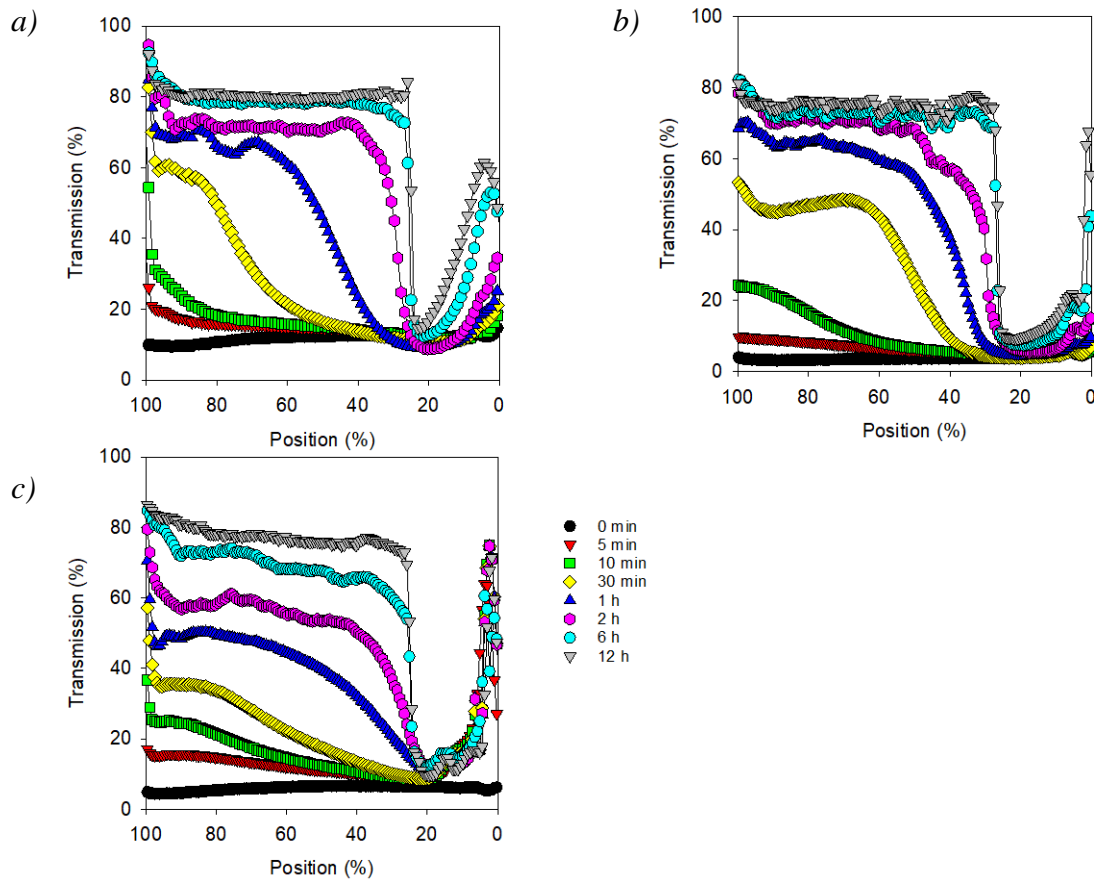 a)
100
80
60
40
20
0
Transmission (%)
100 80 60 40 20 0
Position (%)
b)
100
80
60
40
20
0
Transmission (%)
100 80 60 40 20 0
Position (%)
c)
100
80
60
40
20
0
Transmission (%)
100 80 60 40 20 0
Position (%)
0 min
5 min
10 min
30 min
1 h
2 h
6 h
12 h